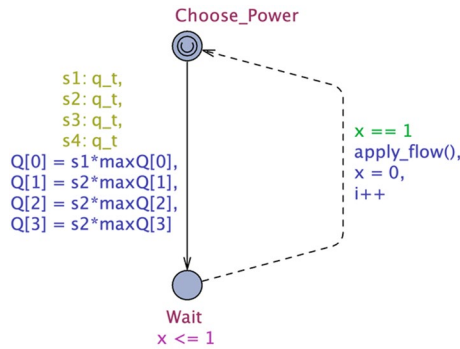 Choose_Power
s1: q_t,
s2: q_t,
s3: q_t,
s4: q_t
Q[0] = s1*maxQ[0],
Q[1] = s2*maxQ[1],
Q[2] = s2*maxQ[2],
Q[3] = s2*maxQ[3]
x == 1
apply_flow(),
x = 0,
i++
Wait
x <= 1